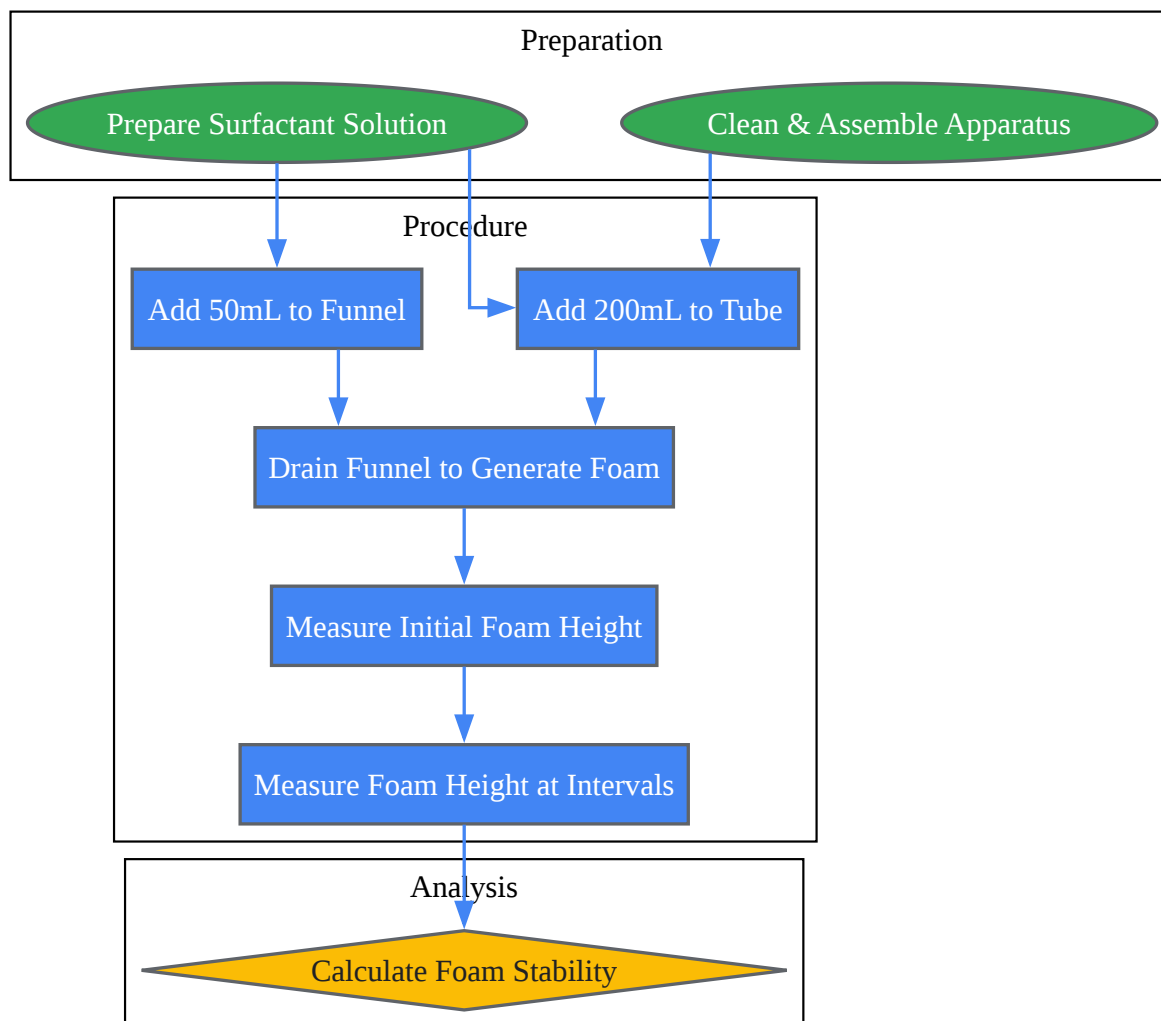 Preparation
Prepare Surfactant Solution
Clean & Assemble Apparatus
Procedure
Add 50mL to Funnel
Add 200mL to Tube
Drain Funnel to Generate Foam
Measure Initial Foam Height
Measure Foam Height at Intervals
Analysis
Calculate Foam Stability